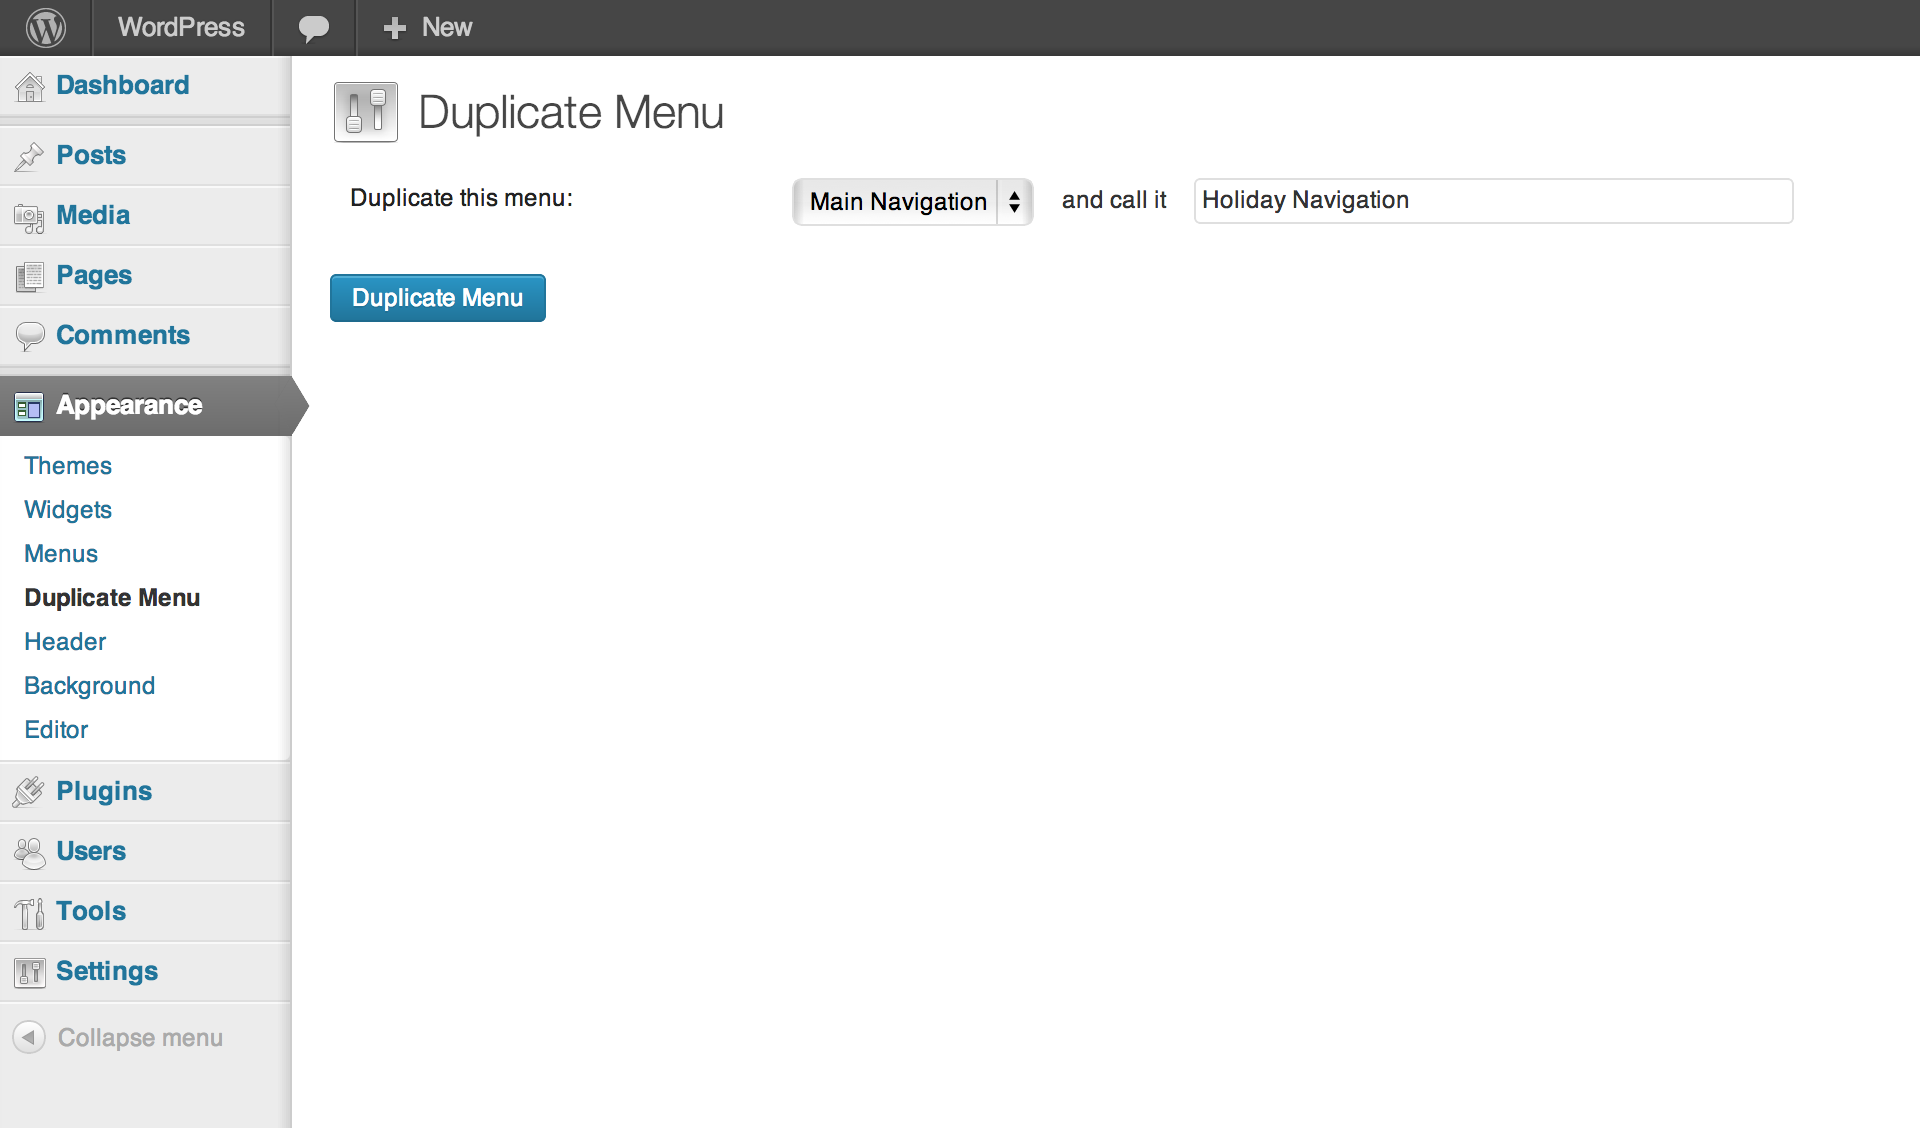 WordPress
New
Dashboard
Posts
Media
Pages
Comments
Appearance
Themes
Widgets
Menus
Duplicate Menu
Header
Background
Editor
Plugins
Users
Tools
Settings
Collapse menu
Duplicate Menu
Duplicate this menu: Main Navigation and call it Holiday Navigation
Duplicate Menu